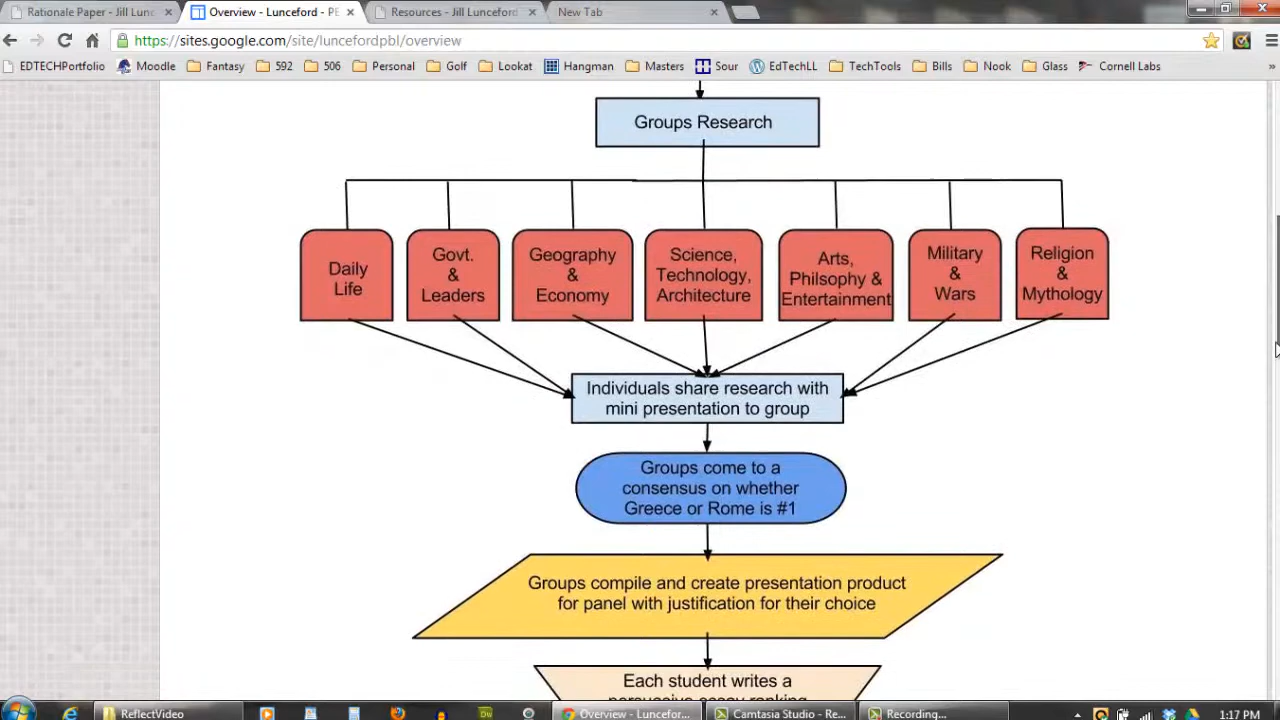 Rationale Paper - Jill Lunc
Overview - Lunceford - PE
Resources - Jill Lunceford
New Tab
https://sites.google.com/site/luncefordpbl/overview
EDTECHPortfolio
Moodle
Fantasy
592
506
Personal
Golf
Lookat
Hangman
Masters
Sour
EdTechLL
TechTools
Bills
Nook
Glass
Cornell Labs
»
Groups Research
Daily
Life
Govt.
&
Leaders
Geography
&
Economy
Science,
Technology,
Architecture
Arts,
Philsophy &
Entertainment
Military
&
Wars
Religion
&
Mythology
Individuals share research with
mini presentation to group
Groups come to a
consensus on whether
Greece or Rome is #1
Groups compile and create presentation product
for panel with justification for their choice
Each student writes a
persuasive essay ranking
ReflectVideo
Dw
Overview - Luncefor...
Camtasia Studio - Re...
Recording...
1:17 PM